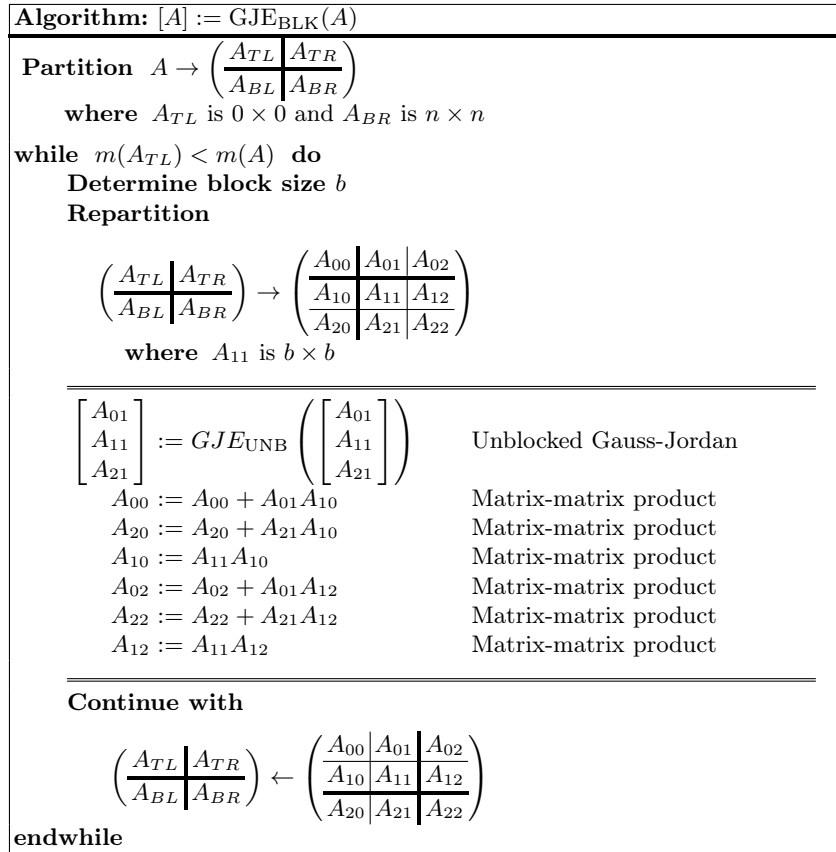 Algorithm: [A] := GJE_BLK(A)
Partition A → ( A_TL A_TR
A_BL A_BR )
where A_TL is 0 × 0 and A_BR is n × n
while m(A_TL) < m(A) do
Determine block size b
Repartition
( A_TL A_TR
A_BL A_BR ) → ( A_00 A_01 A_02
A_10 A_11 A_12
A_20 A_21 A_22 )
where A_11 is b × b
[ A_01
A_11
A_21 ] := GJE_UNB ( [ A_01
A_11
A_21 ] ) Unblocked Gauss-Jordan
A_00 := A_00 + A_01A_10 Matrix-matrix product
A_20 := A_20 + A_21A_10 Matrix-matrix product
A_10 := A_11A_10 Matrix-matrix product
A_02 := A_02 + A_01A_12 Matrix-matrix product
A_22 := A_22 + A_21A_12 Matrix-matrix product
A_12 := A_11A_12 Matrix-matrix product
Continue with
( A_TL A_TR
A_BL A_BR ) ← ( A_00 A_01 A_02
A_10 A_11 A_12
A_20 A_21 A_22 )
endwhile